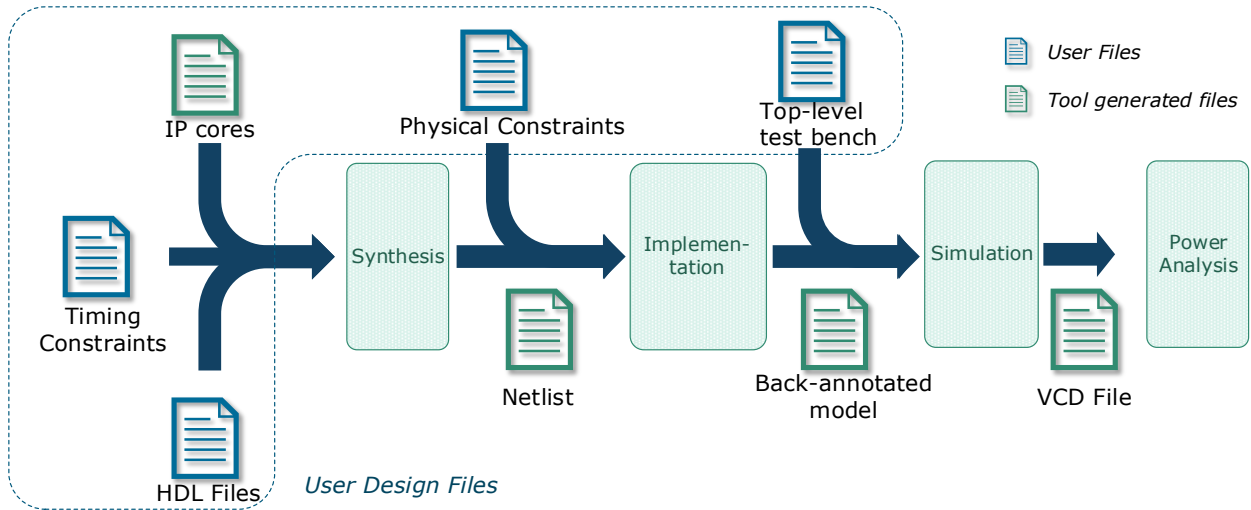 User Files
Tool generated files
IP cores
Physical Constraints
Top-level
test bench
Timing
Constraints
Synthesis
Implemen-
tation
Simulation
Power
Analysis
Netlist
Back-annotated
model
VCD File
HDL Files
User Design Files